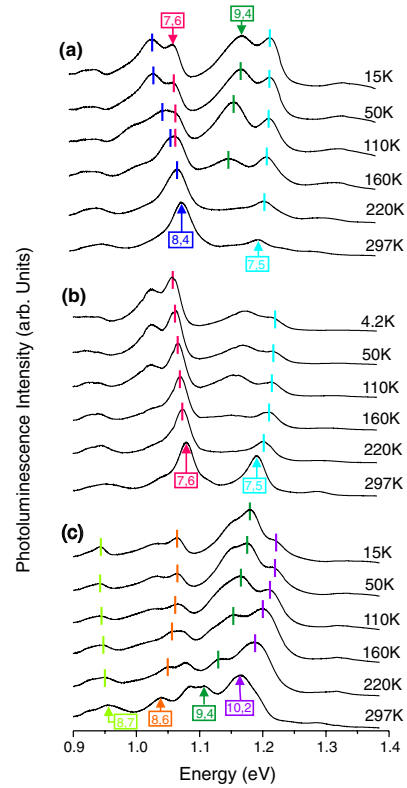 7,6
9,4
(a)
15K
50K
110K
160K
220K
297K
8,4
7,5
(b)
4.2K
50K
110K
160K
220K
297K
7,6
7,5
(c)
15K
50K
110K
160K
220K
297K
8,7
8,6
9,4
10,2
0.9 1.0 1.1 1.2 1.3 1.4
Energy (eV)
Photoluminescence Intensity (arb. Units)